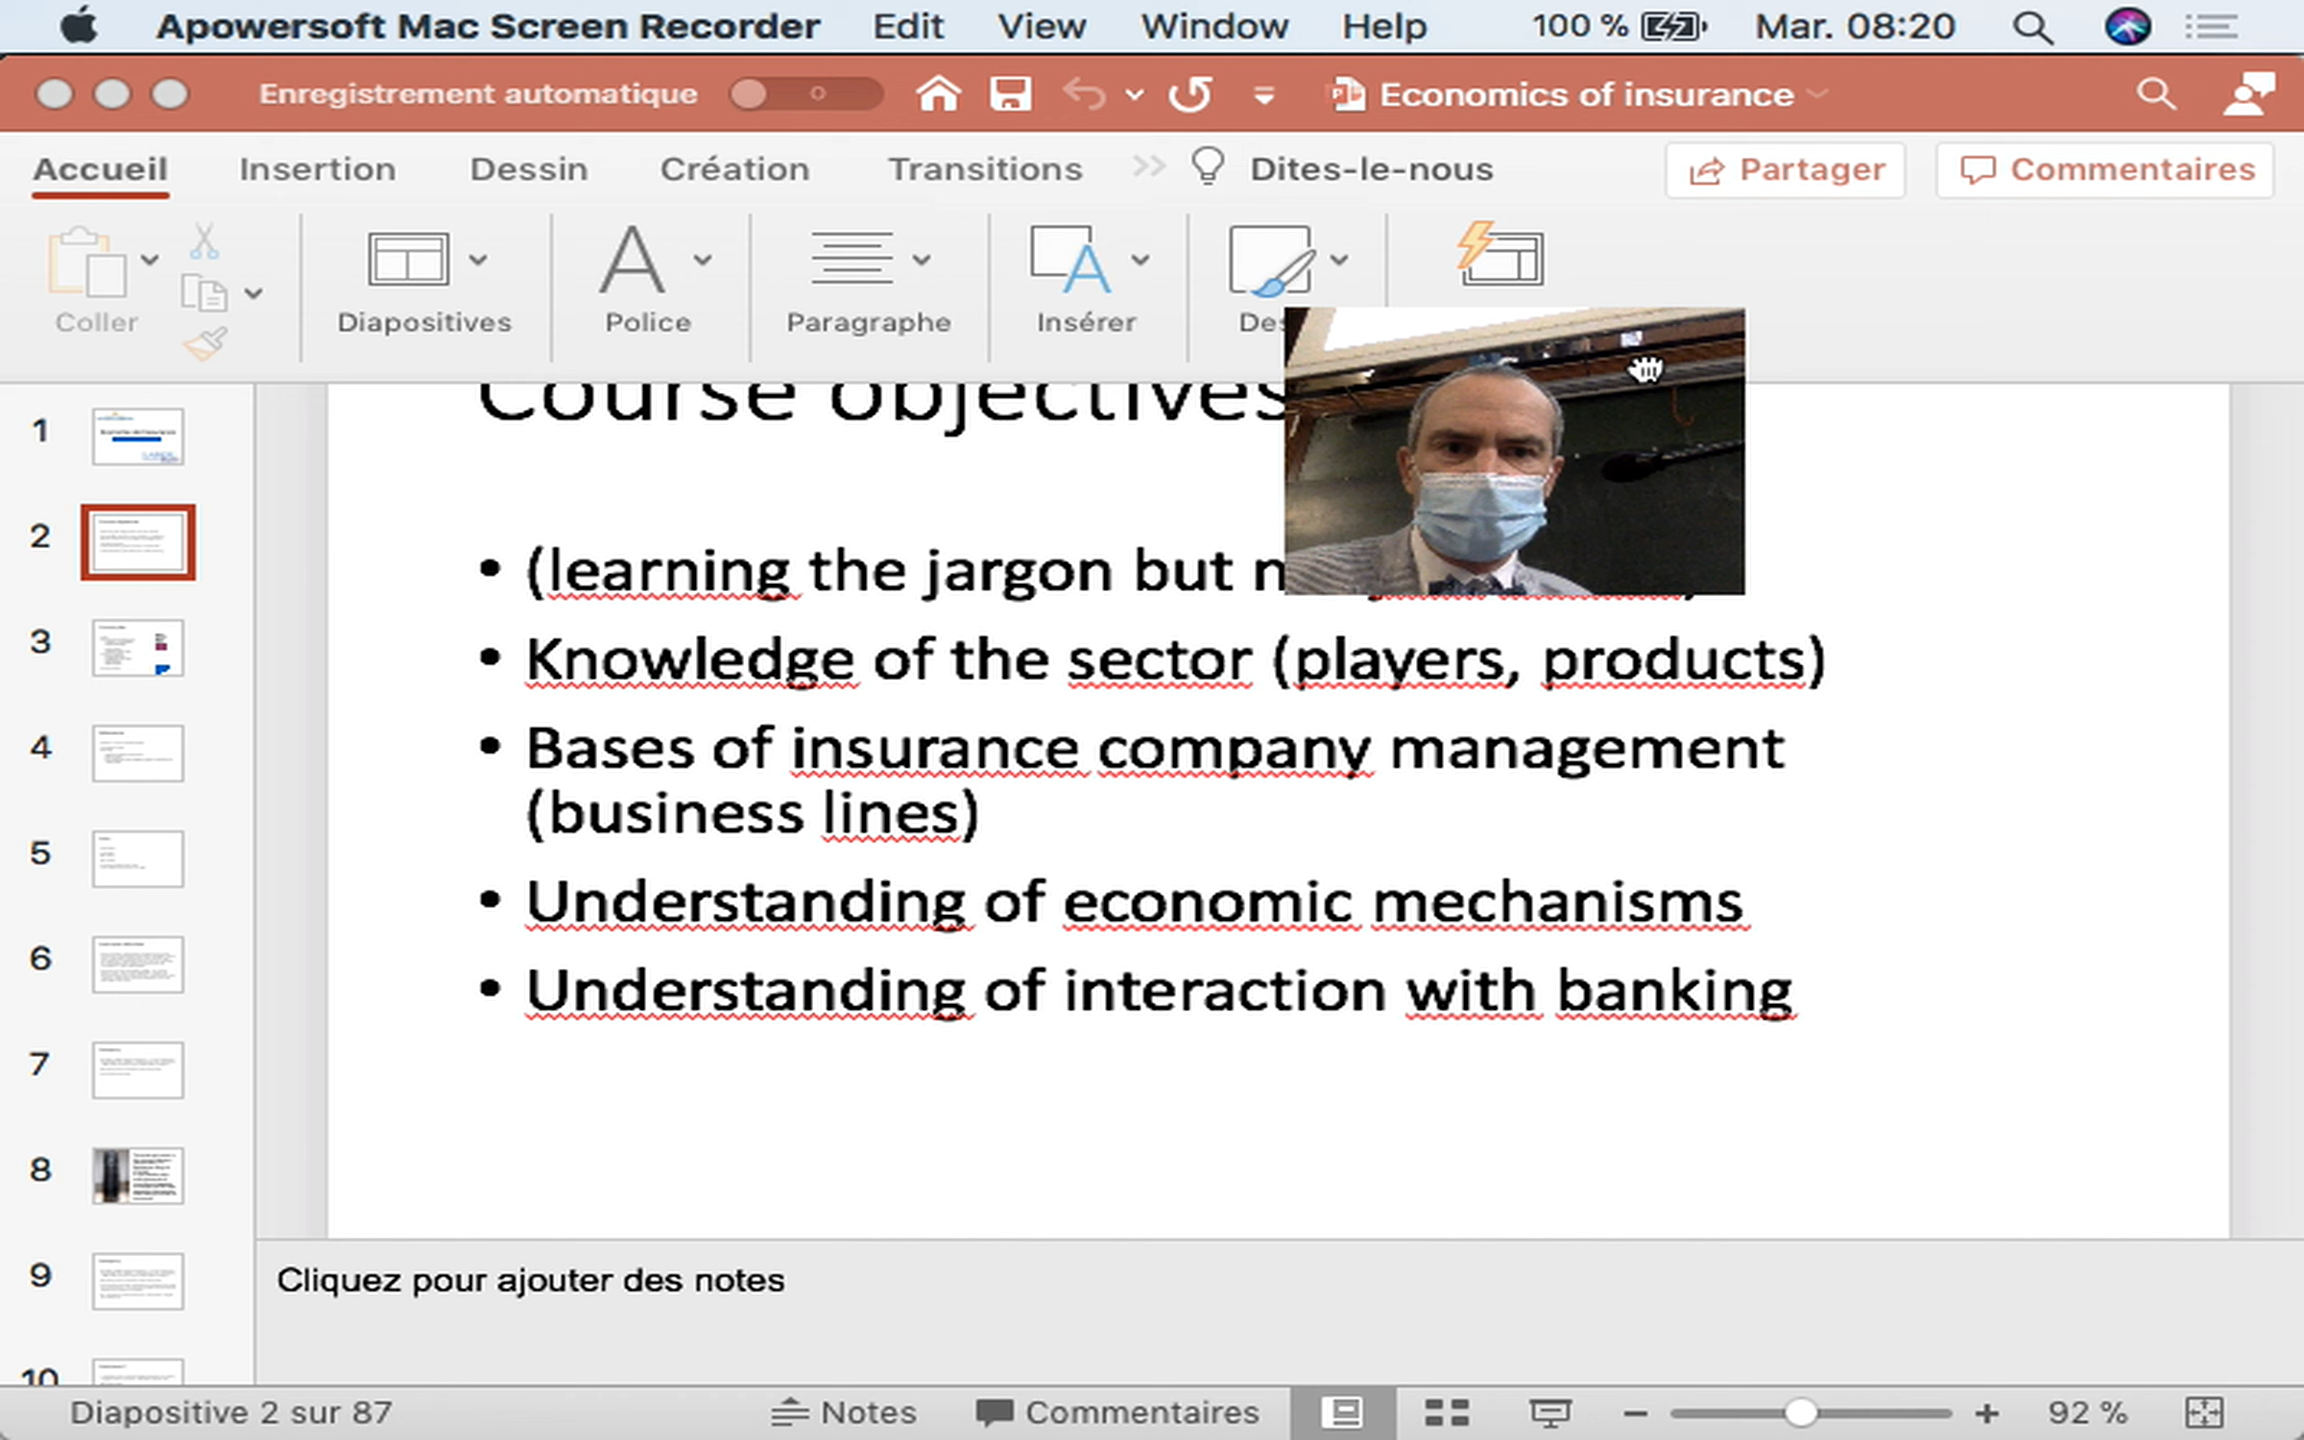 Apowersoft Mac Screen Recorder Edit View Window Help 100 % Mar. 08:20
Enregistrement automatique Economics of insurance
Accueil Insertion Dessin Création Transitions Dites-le-nous Partager Commentaires
Coller Diapositives Police Paragraphe Insérer
Course objectives
• (learning the jargon but
• Knowledge of the sector (players, products)
• Bases of insurance company management
(business lines)
• Understanding of economic mechanisms
• Understanding of interaction with banking
1
2
3
4
5
6
7
8
9
10
Cliquez pour ajouter des notes
Diapositive 2 sur 87 Notes Commentaires 92 %